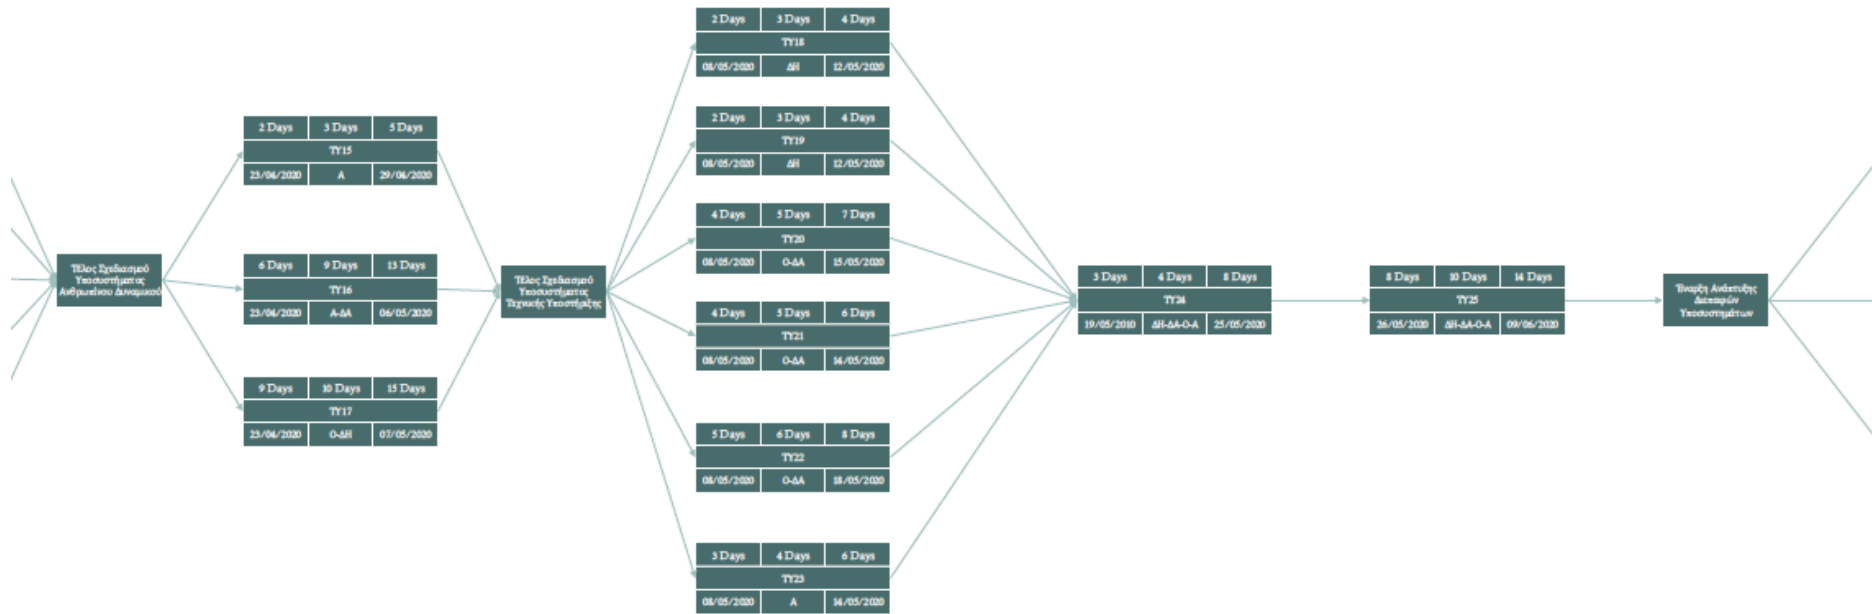 Τέλος Σχεδιασμού
Υποσυστήματος
Ανθρωπίνου Δυναμικού
2 Days 3 Days 5 Days
ΤΥ15
23/04/2020 Α 29/04/2020
6 Days 9 Days 13 Days
ΤΥ16
23/04/2020 Α-ΔΑ 06/05/2020
9 Days 10 Days 15 Days
ΤΥ17
23/04/2020 Ο-ΔΗ 07/05/2020
Τέλος Σχεδιασμού
Υποσυστήματος
Τεχνικής Υποστήριξης
2 Days 3 Days 4 Days
ΤΥ18
08/05/2020 ΔΗ 12/05/2020
2 Days 3 Days 4 Days
ΤΥ19
08/05/2020 ΔΗ 12/05/2020
4 Days 5 Days 7 Days
ΤΥ20
08/05/2020 Ο-ΔΑ 15/05/2020
4 Days 5 Days 6 Days
ΤΥ21
08/05/2020 Ο-ΔΑ 14/05/2020
5 Days 6 Days 8 Days
ΤΥ22
08/05/2020 Ο-ΔΑ 18/05/2020
3 Days 4 Days 6 Days
ΤΥ23
08/05/2020 Α 14/05/2020
3 Days 4 Days 8 Days
ΤΥ24
19/05/2010 ΔΗ-ΔΑ-Ο-Α 25/05/2020
8 Days 10 Days 14 Days
ΤΥ25
26/05/2020 ΔΗ-ΔΑ-Ο-Α 09/06/2020
Έναρξη Ανάπτυξης
Διεπαφών
Υποσυστημάτων